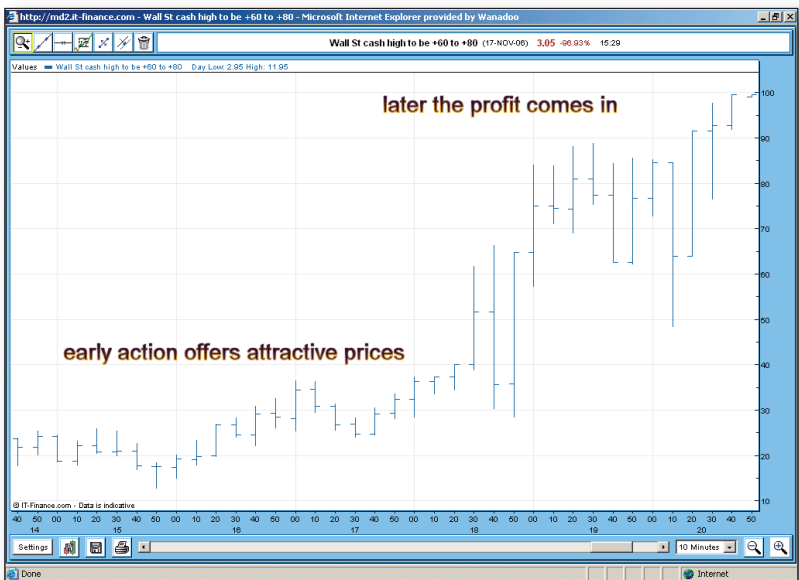 http://md2.it-finance.com - Wall St cash high to be +60 to +80 - Microsoft Internet Explorer provided by Wanadoo
Wall St cash high to be +60 to +80 (17-NOV-06) 3.05 -96.93% 15:29
Values Wall St cash high to be +60 to +80 Day Low: 2.95 High: 11.95
later the profit comes in
100
90
80
70
60
50
early action offers attractive prices
40
30
20
10
© IT-Finance.com - Data is indicative
40 50 00 10 20 30 40 50 00 10 20 30 40 50 00 10 20 30 40 50 00 10 20 30 40 50 00 10 20 30 40 50 00 10 20 30 40 50
14 15 16 17 18 19 20
Settings 10 Minutes
Done Internet